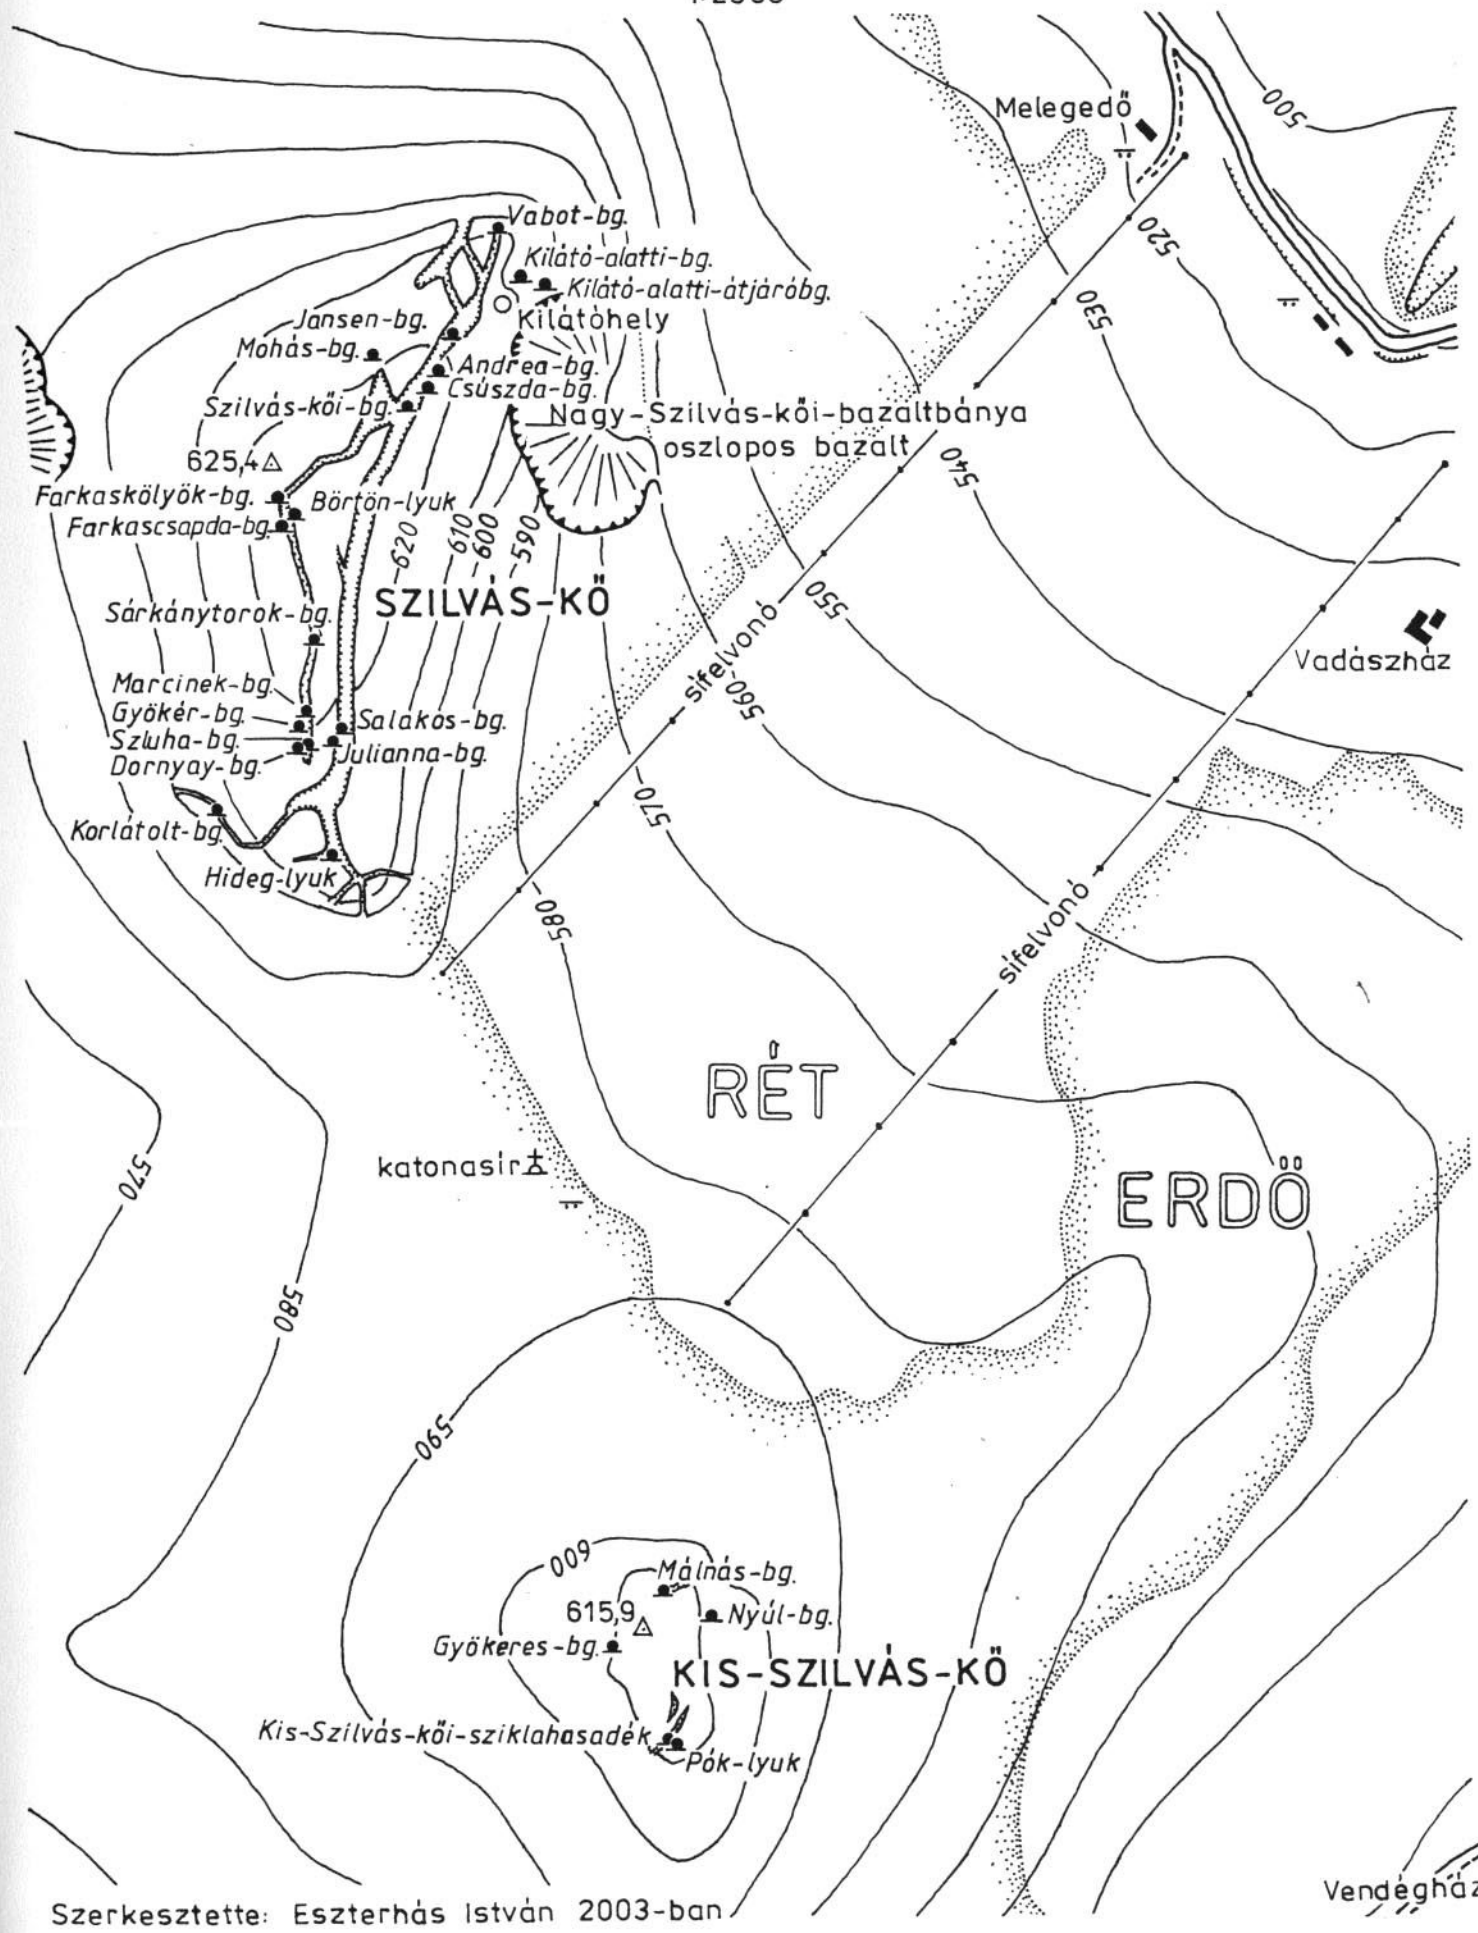 Melegedő
500
Vabot-bg.
Kilátó-alatti-bg.
Kilátó-alatti-átjáróbg.
520
530
Jansen-bg.
Kilátóhely
Mohás-bg.
Andrea-bg.
Csúszda-bg.
Szilvás-kői-bg.
Nagy-Szilvás-kői-bazaltbánya
oszlopos bazalt
625,4
540
Farkaskölyök-bg.
Börtön-lyuk
Farkascsapda-bg.
620
610
600
590
SZILVÁS-KŐ
550
Sárkánytorok-bg.
sífelvonó
Vadászház
560
Marcinek-bg.
Gyökér-bg.
Salakos-bg.
Szluha-bg.
Julianna-bg.
Dornyay-bg.
570
Korlátolt-bg.
Hideg-lyuk
580
sífelvonó
RÉT
570
katonasír
ERDŐ
580
590
600
Málnás-bg.
615,9
Nyúl-bg.
Gyökeres-bg.
KIS-SZILVÁS-KŐ
Kis-Szilvás-kői-sziklahasadék
Pók-lyuk
Vendégház
Szerkesztette: Eszterhás István 2003-ban